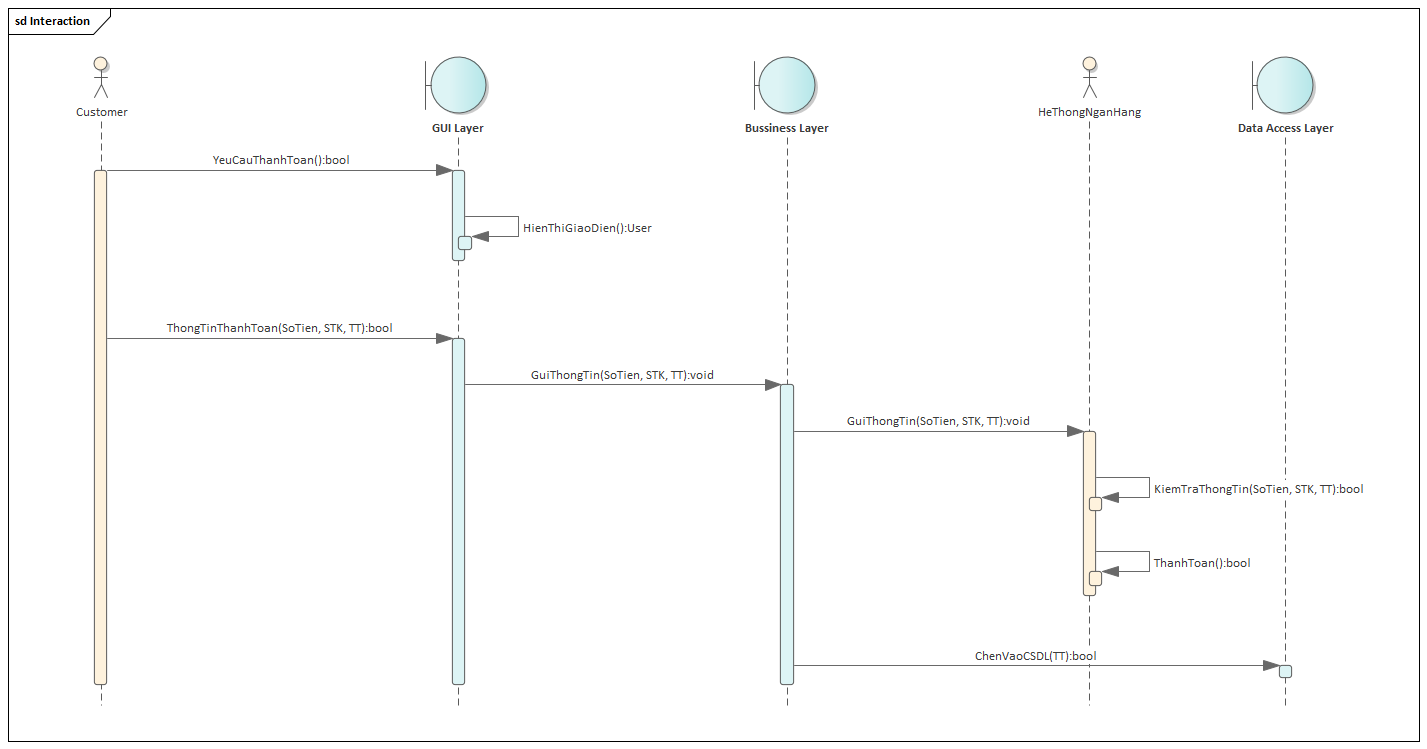 sd Interaction
Customer
GUI Layer
Bussiness Layer
HeThongNganHang
Data Access Layer
YeuCauThanhToan():bool
HienThiGiaoDien():User
ThongTinThanhToan(SoTien, STK, TT):bool
GuiThongTin(SoTien, STK, TT):void
GuiThongTin(SoTien, STK, TT):void
KiemTraThongTin(SoTien, STK, TT):bool
ThanhToan():bool
ChenVaoCSDL(TT):bool